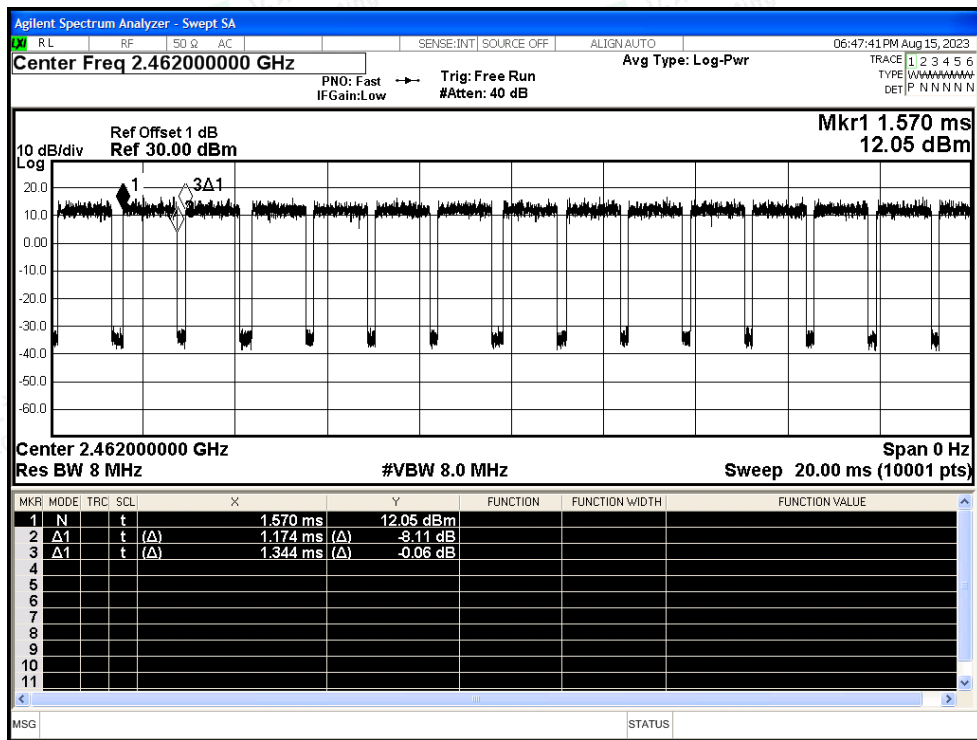 Agilent Spectrum Analyzer - Swept SA
LXI RL RF 50 Ω AC SENSE:INT SOURCE OFF ALIGN AUTO 06:47:41 PM Aug 15, 2023
Center Freq 2.462000000 GHz
PNO: Fast
IFGain:Low
Trig: Free Run
#Atten: 40 dB
Avg Type: Log-Pwr
TRACE 1 2 3 4 5 6
TYPE W
DET P N N N N N
Mkr1 1.570 ms
12.05 dBm
Ref Offset 1 dB
10 dB/div Ref 30.00 dBm
Log
1 3Δ1
20.0
10.0
0.00
-10.0
-20.0
-30.0
-40.0
-50.0
-60.0
Center 2.462000000 GHz Span 0 Hz
Res BW 8 MHz #VBW 8.0 MHz Sweep 20.00 ms (10001 pts)
MKR MODE TRC SCL X Y FUNCTION FUNCTION WIDTH FUNCTION VALUE
1 N t 1.570 ms 12.05 dBm
2 Δ1 t (Δ) 1.174 ms (Δ) -8.11 dB
3 Δ1 t (Δ) 1.344 ms (Δ) -0.06 dB
4
5
6
7
8
9
10
11
MSG STATUS